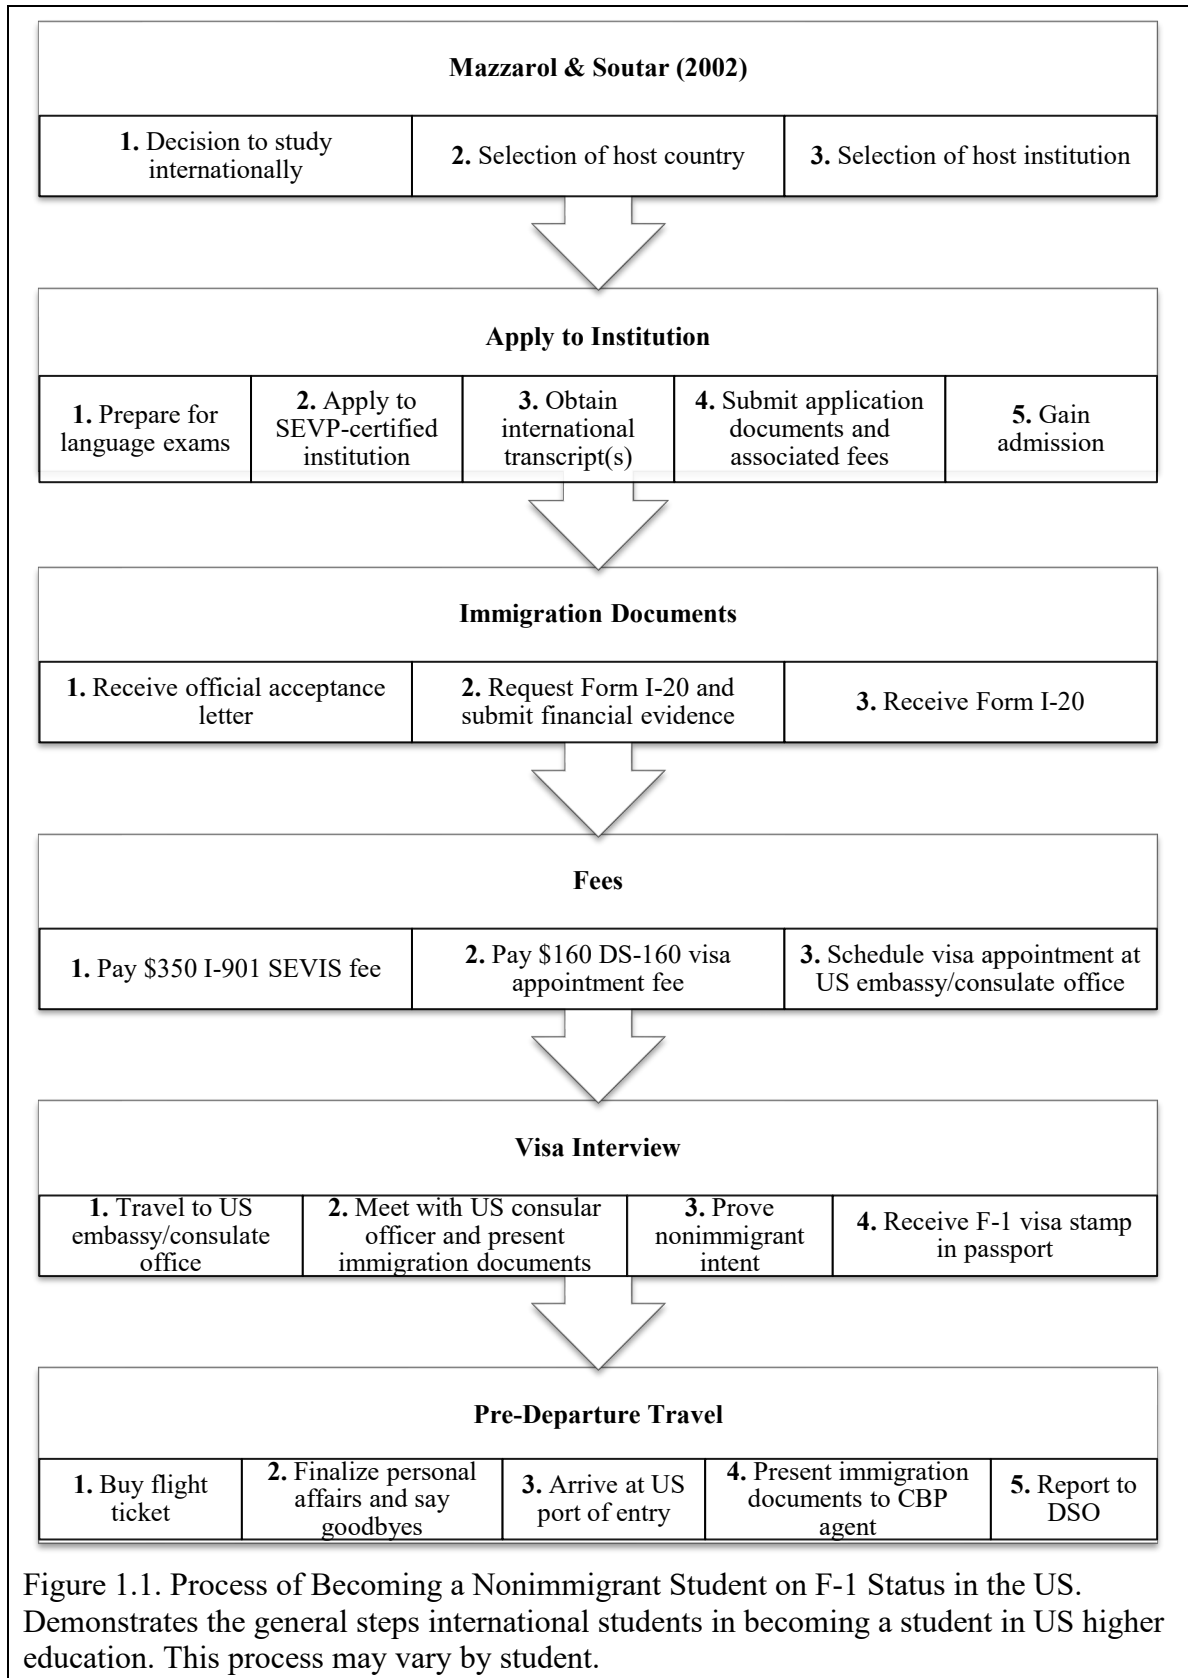 Mazzarol & Soutar (2002)
1. Decision to study
internationally
2. Selection of host country
3. Selection of host institution
Apply to Institution
1. Prepare for
language exams
2. Apply to
SEVP-certified
institution
3. Obtain
international
transcript(s)
4. Submit application
documents and
associated fees
5. Gain
admission
Immigration Documents
1. Receive official acceptance
letter
2. Request Form I-20 and
submit financial evidence
3. Receive Form I-20
Fees
1. Pay $350 I-901 SEVIS fee
2. Pay $160 DS-160 visa
appointment fee
3. Schedule visa appointment at
US embassy/consulate office
Visa Interview
1. Travel to US
embassy/consulate
office
2. Meet with US consular
officer and present
immigration documents
3. Prove
nonimmigrant
intent
4. Receive F-1 visa stamp
in passport
Pre-Departure Travel
1. Buy flight
ticket
2. Finalize personal
affairs and say
goodbyes
3. Arrive at US
port of entry
4. Present immigration
documents to CBP
agent
5. Report to
DSO
Figure 1.1. Process of Becoming a Nonimmigrant Student on F-1 Status in the US.
Demonstrates the general steps international students in becoming a student in US higher
education. This process may vary by student.